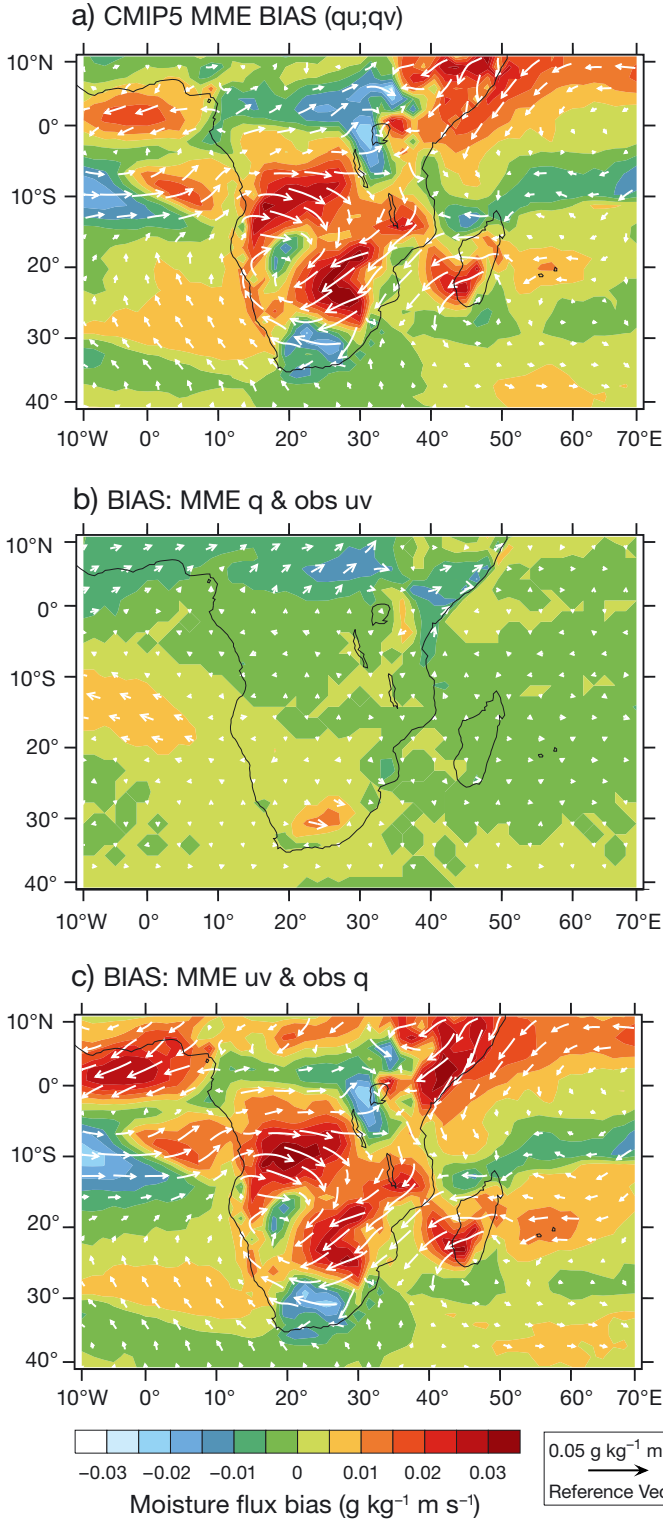 a) CMIP5 MME BIAS (qu;qv)
10°N
0°
10°S
20°
30°
40°
10°W 0° 10° 20° 30° 40° 50° 60° 70°E
b) BIAS: MME q & obs uv
10°N
0°
10°S
20°
30°
40°
10°W 0° 10° 20° 30° 40° 50° 60° 70°E
c) BIAS: MME uv & obs q
10°N
0°
10°S
20°
30°
40°
10°W 0° 10° 20° 30° 40° 50° 60° 70°E
−0.03 −0.02 −0.01 0 0.01 0.02 0.03
Moisture flux bias (g kg⁻¹ m s⁻¹)
0.05 g kg⁻¹ m
Reference Vec